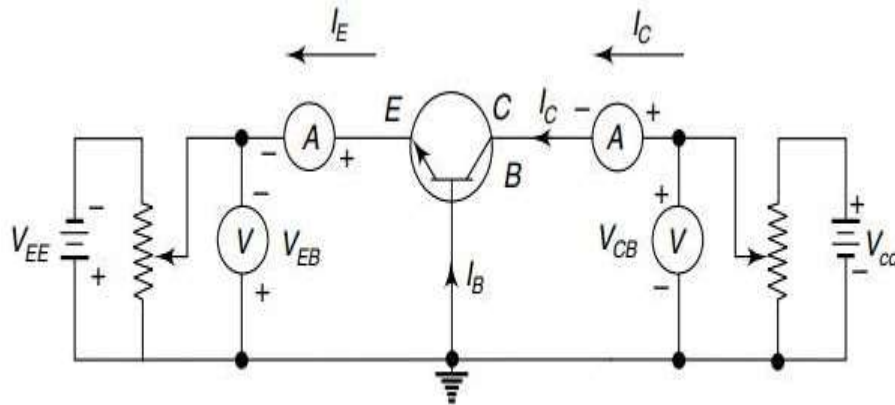 I_E I_C
E C I_C
− A + B − A +
− − + +
V_EE V V_EB V_CB V V_cc
+ + I_B − −